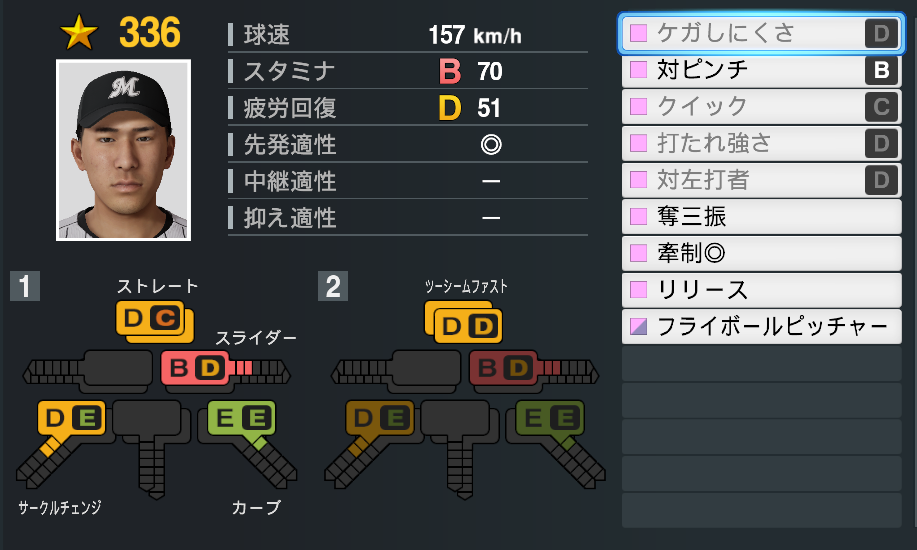 336
球速 157 km/h
スタミナ B 70
疲労回復 D 51
先発適性 ◎
中継適性 ー
抑え適性 ー
M
1
ストレート
D C
スライダー
B D
D E
E E
サークルチェンジ
カーブ
2
ツーシームファスト
D D
B D
D E
E E
ケガしにくさ D
対ピンチ B
クイック C
打たれ強さ D
対左打者 D
奪三振
牽制◎
リリース
フライボールピッチャー